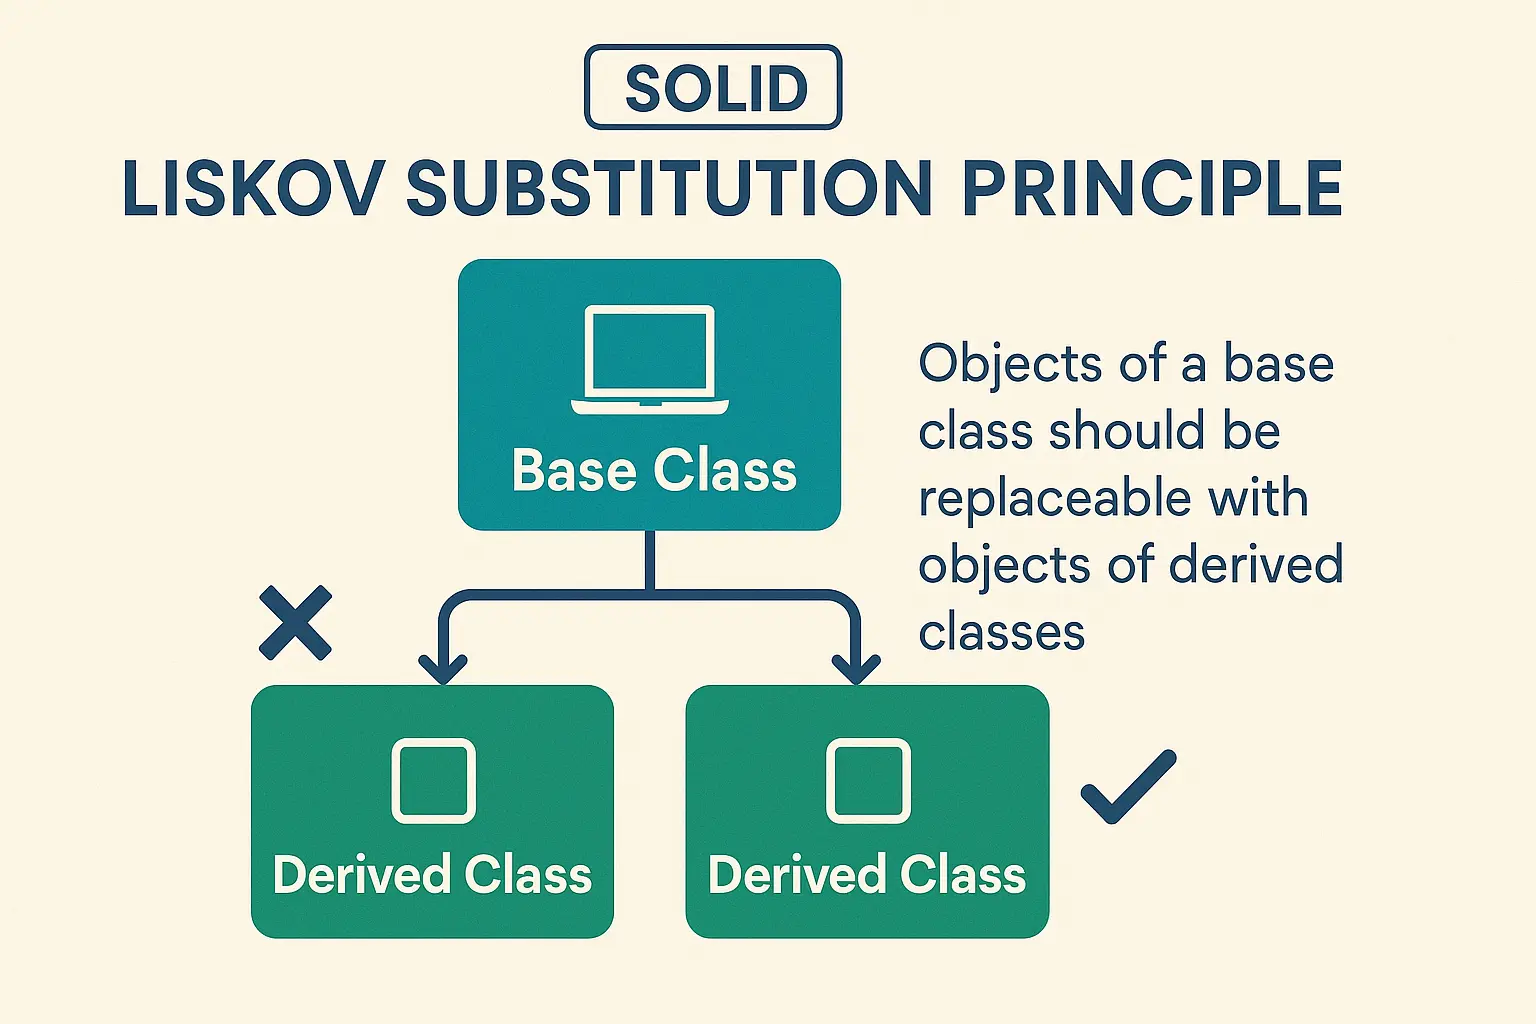 SOLID
LISKOV SUBSTITUTION PRINCIPLE
Base Class
Objects of a base
class should be
replaceable with
objects of derived
classes
Derived Class
Derived Class